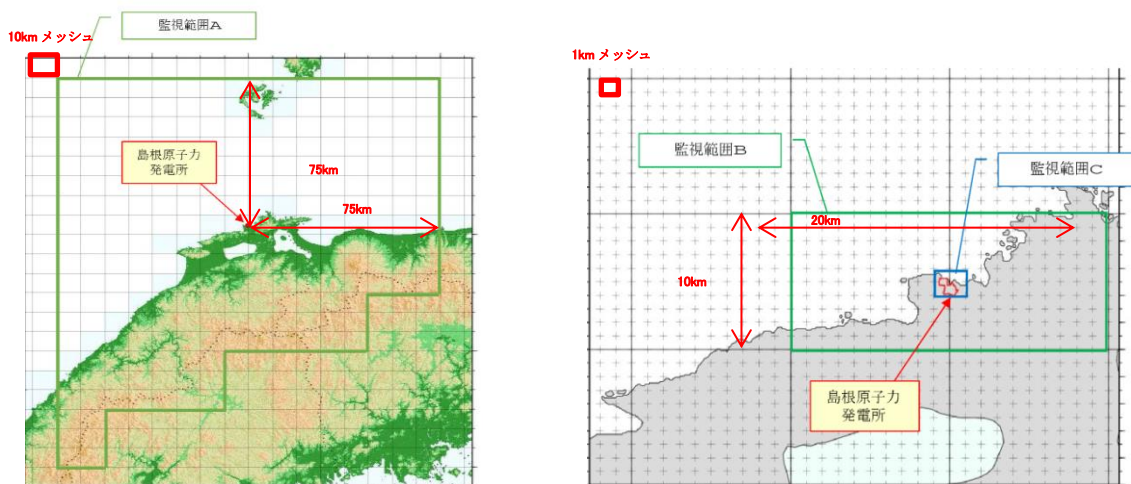 監視範囲A
10km メッシュ
島根原子力
発電所
75km
75km
1km メッシュ
監視範囲B
監視範囲C
20km
10km
島根原子力
発電所